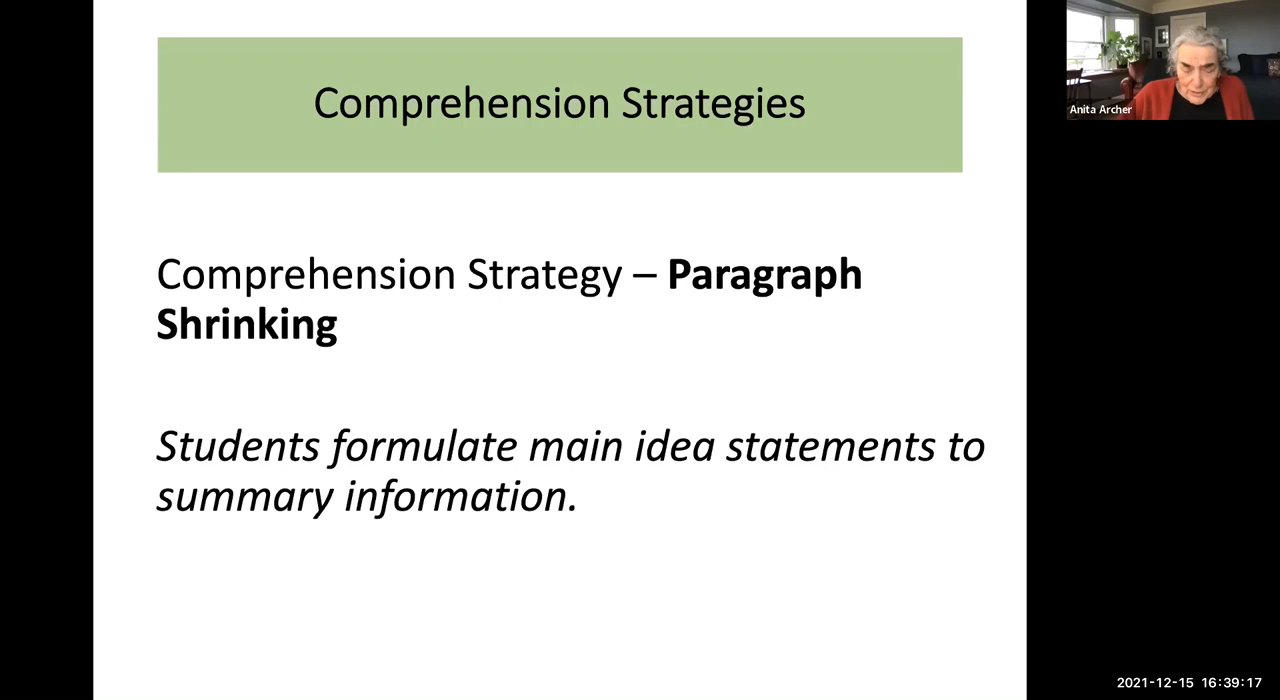 Comprehension Strategies
Anita Archer
Comprehension Strategy – Paragraph
Shrinking
Students formulate main idea statements to
summary information.
2021-12-15 16:39:17